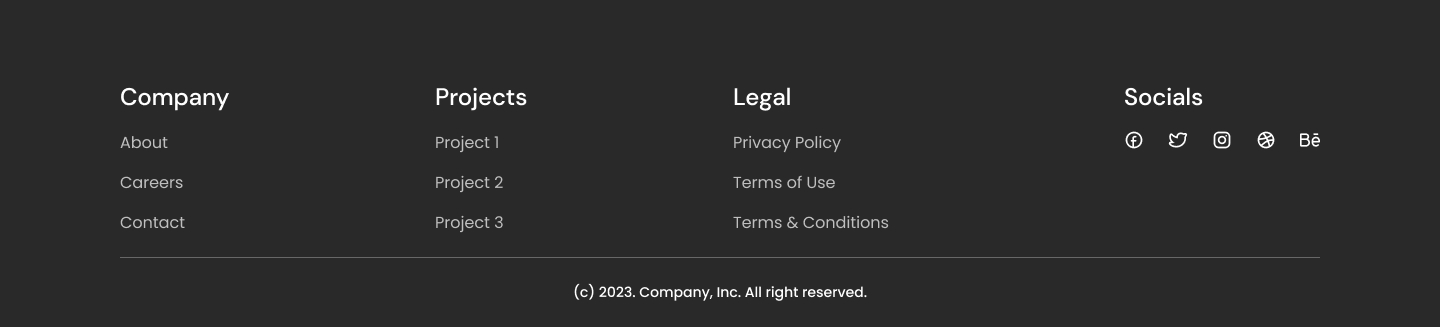 Company
About
Careers
Contact
Projects
Project 1
Project 2
Project 3
Legal
Privacy Policy
Terms of Use
Terms & Conditions
Socials
(c) 2023. Company, Inc. All right reserved.